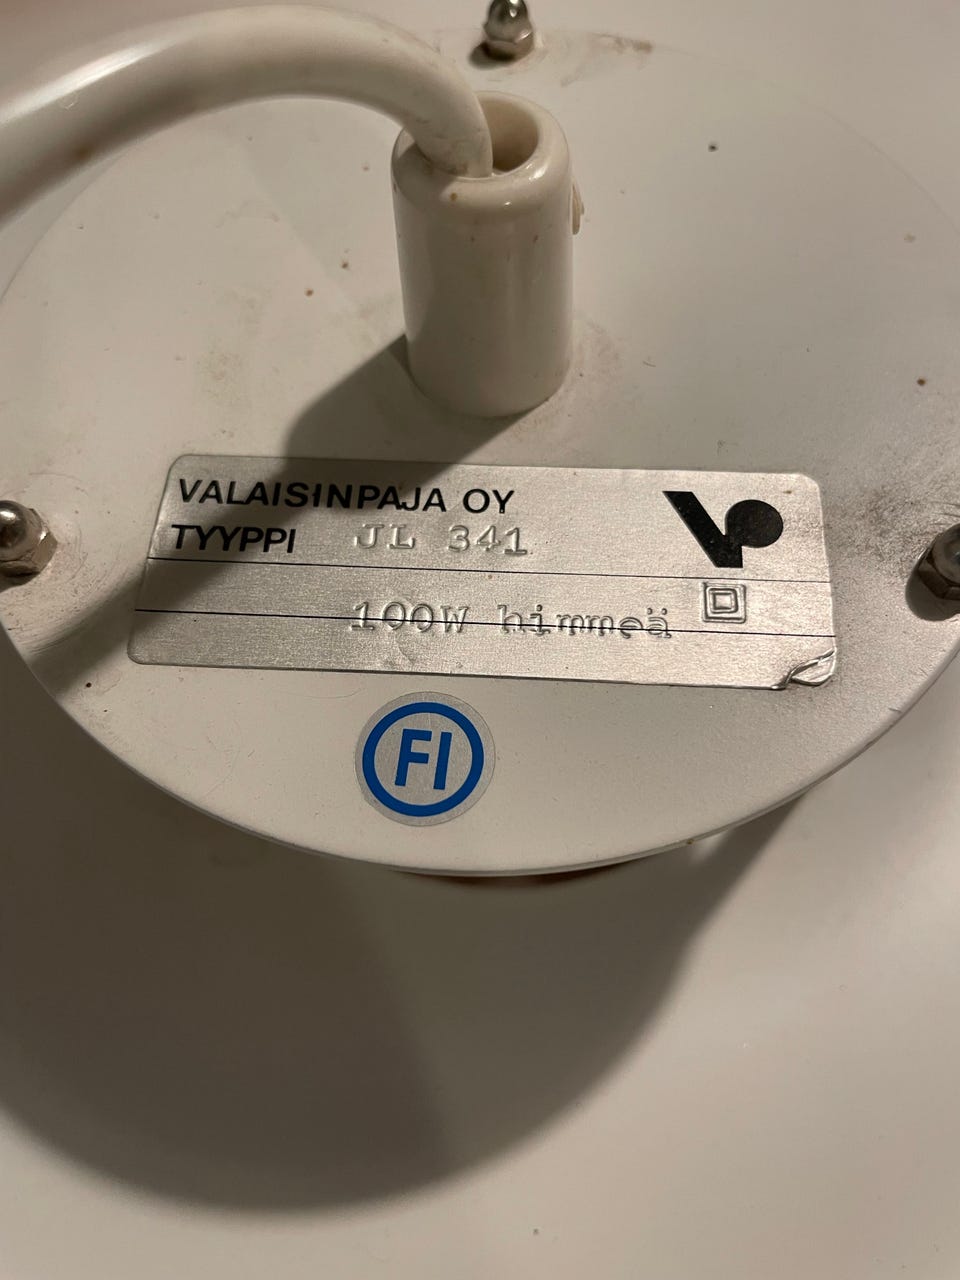 VALAISINPAJA OY
TYYPPI JL 341
100W himmeä
FI